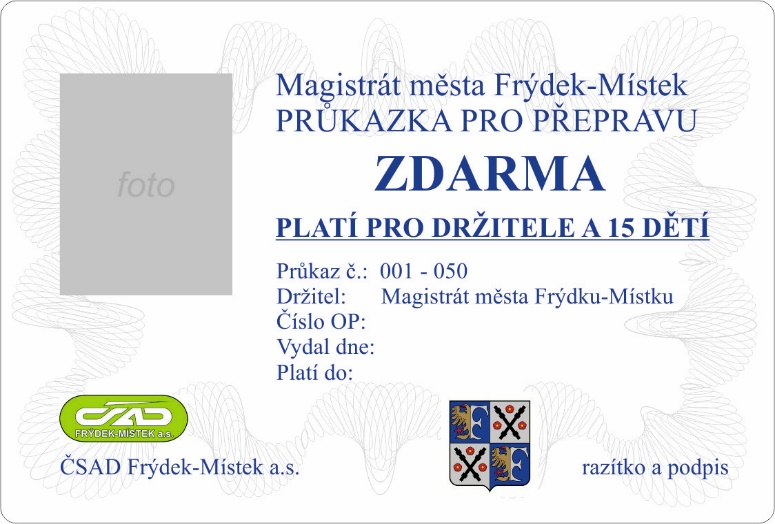 foto
Magistrát města Frýdek-Místek
PRŮKAZKA PRO PŘEPRAVU
ZDARMA
PLATÍ PRO DRŽITELE A 15 DĚTÍ
Průkaz č.: 001 - 050
Držitel: Magistrát města Frýdku-Místku
Číslo OP:
Vydal dne:
Platí do:
ČSAD
FRÝDEK-MÍSTEK a.s.
ČSAD Frýdek-Místek a.s.
F
F
razítko a podpis